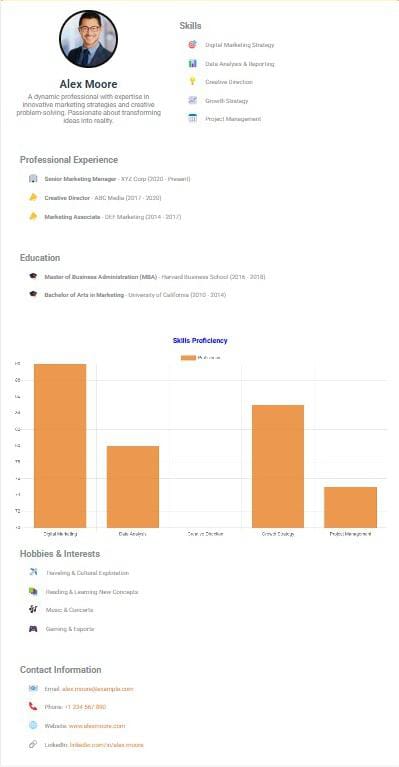 Alex Moore
A dynamic professional with expertise in
innovative marketing strategies and creative
problem-solving. Passionate about transforming
ideas into reality.
Skills
Digital Marketing Strategy
Data Analysis & Reporting
Creative Direction
Growth Strategy
Project Management
Professional Experience
Senior Marketing Manager - XYZ Corp (2020 - Present)
Creative Director - ABC Media (2017 - 2020)
Marketing Associate - DEF Marketing (2014 - 2017)
Education
Master of Business Administration (MBA) - Harvard Business School (2016 - 2018)
Bachelor of Arts in Marketing - University of California (2010 - 2014)
Skills Proficiency
Digital Marketing
Data Analysis
Creative Direction
Growth Strategy
Project Management
Hobbies & Interests
Traveling & Cultural Exploration
Reading & Learning New Concepts
Music & Concerts
Gaming & Esports
Contact Information
Email: alex.moore@example.com
Phone: +1 234 567 890
Website: www.alexmoore.com
LinkedIn: linkedin.com/in/alex.moore